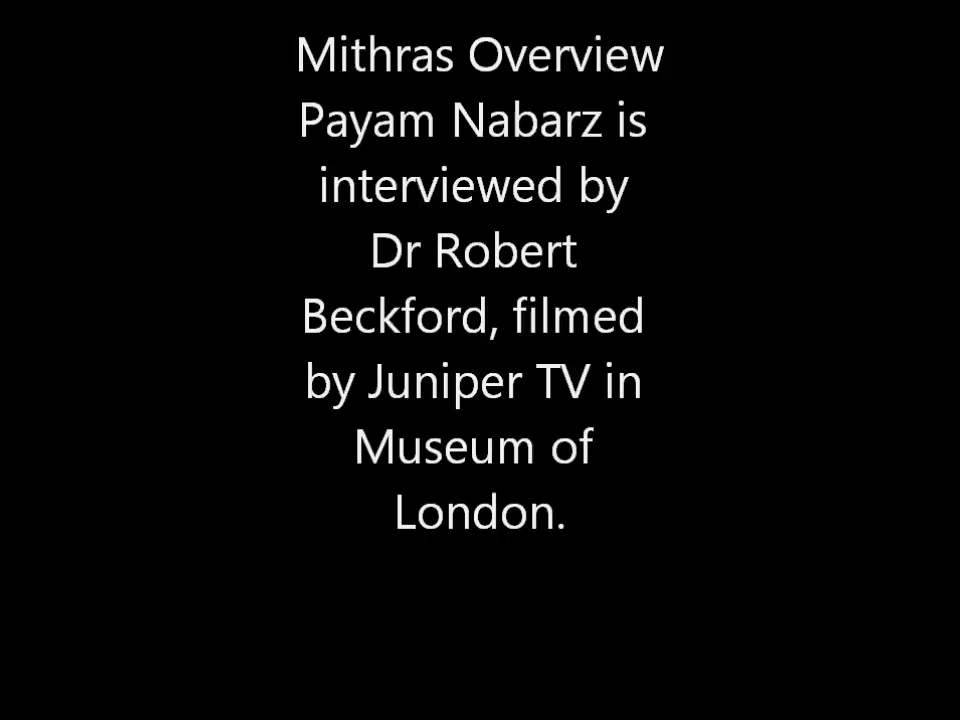 Mithras Overview
Payam Nabarz is
interviewed by
Dr Robert
Beckford, filmed
by Juniper TV in
Museum of
London.